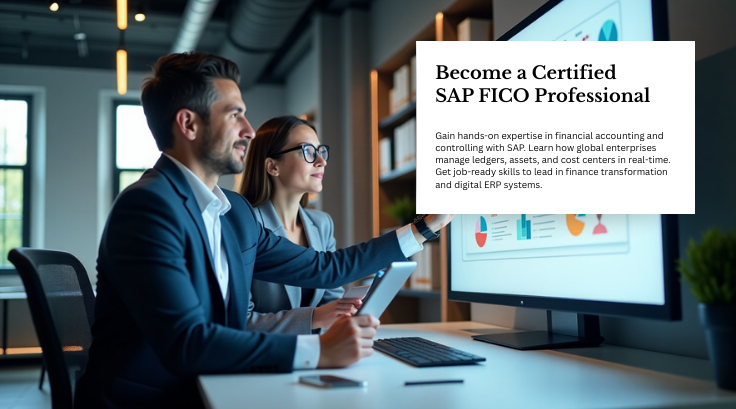 Become a Certified
SAP FICO Professional
Gain hands-on expertise in financial accounting and
controlling with SAP. Learn how global enterprises
manage ledgers, assets, and cost centers in real-time.
Get job-ready skills to lead in finance transformation
and digital ERP systems.